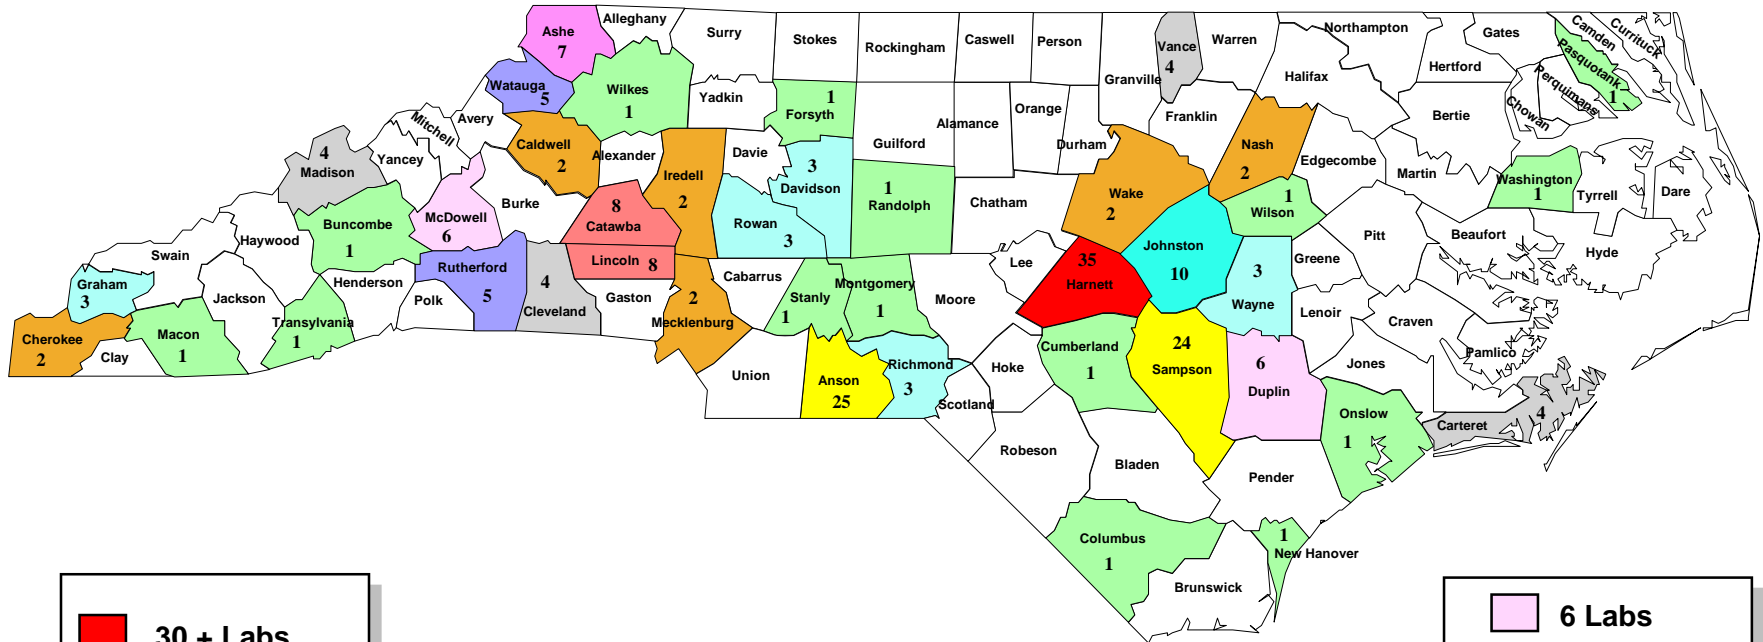 Alleghany
Ashe
7
Surry
Stokes
Rockingham
Caswell
Person
Granville
Vance
4
Warren
Northampton
Gates
Camden
Currituck
Pasquotank
1
Perquimans
Chowan
Hertford
Halifax
Bertie
Watauga
5
Wilkes
1
Yadkin
1
Forsyth
Guilford
Alamance
Orange
Durham
Franklin
Nash
2
Edgecombe
Martin
Washington
1
Tyrrell
Dare
Mitchell
Avery
Caldwell
2
Alexander
Iredell
2
Davie
3
Davidson
1
Randolph
Chatham
Wake
2
1
Wilson
Pitt
Beaufort
Hyde
4
Madison
Yancey
McDowell
6
Burke
8
Catawba
Rowan
3
Johnston
10
Greene
Buncombe
1
Haywood
Swain
Graham
3
Jackson
Henderson
Rutherford
5
Polk
4
Cleveland
Lincoln 8
Gaston
2
Mecklenburg
Cabarrus
Stanly
1
Montgomery
1
Moore
Lee
35
Harnett
3
Wayne
Lenoir
Craven
Pamlico
Jones
Cherokee
2
Clay
Macon
1
Transylvania
1
Union
Anson
25
Richmond
3
Scotland
Hoke
Cumberland
1
24
Sampson
6
Duplin
Onslow
1
Carteret
4
Robeson
Bladen
Pender
Columbus
1
Brunswick
1
New Hanover
30 + Labs
6 Labs